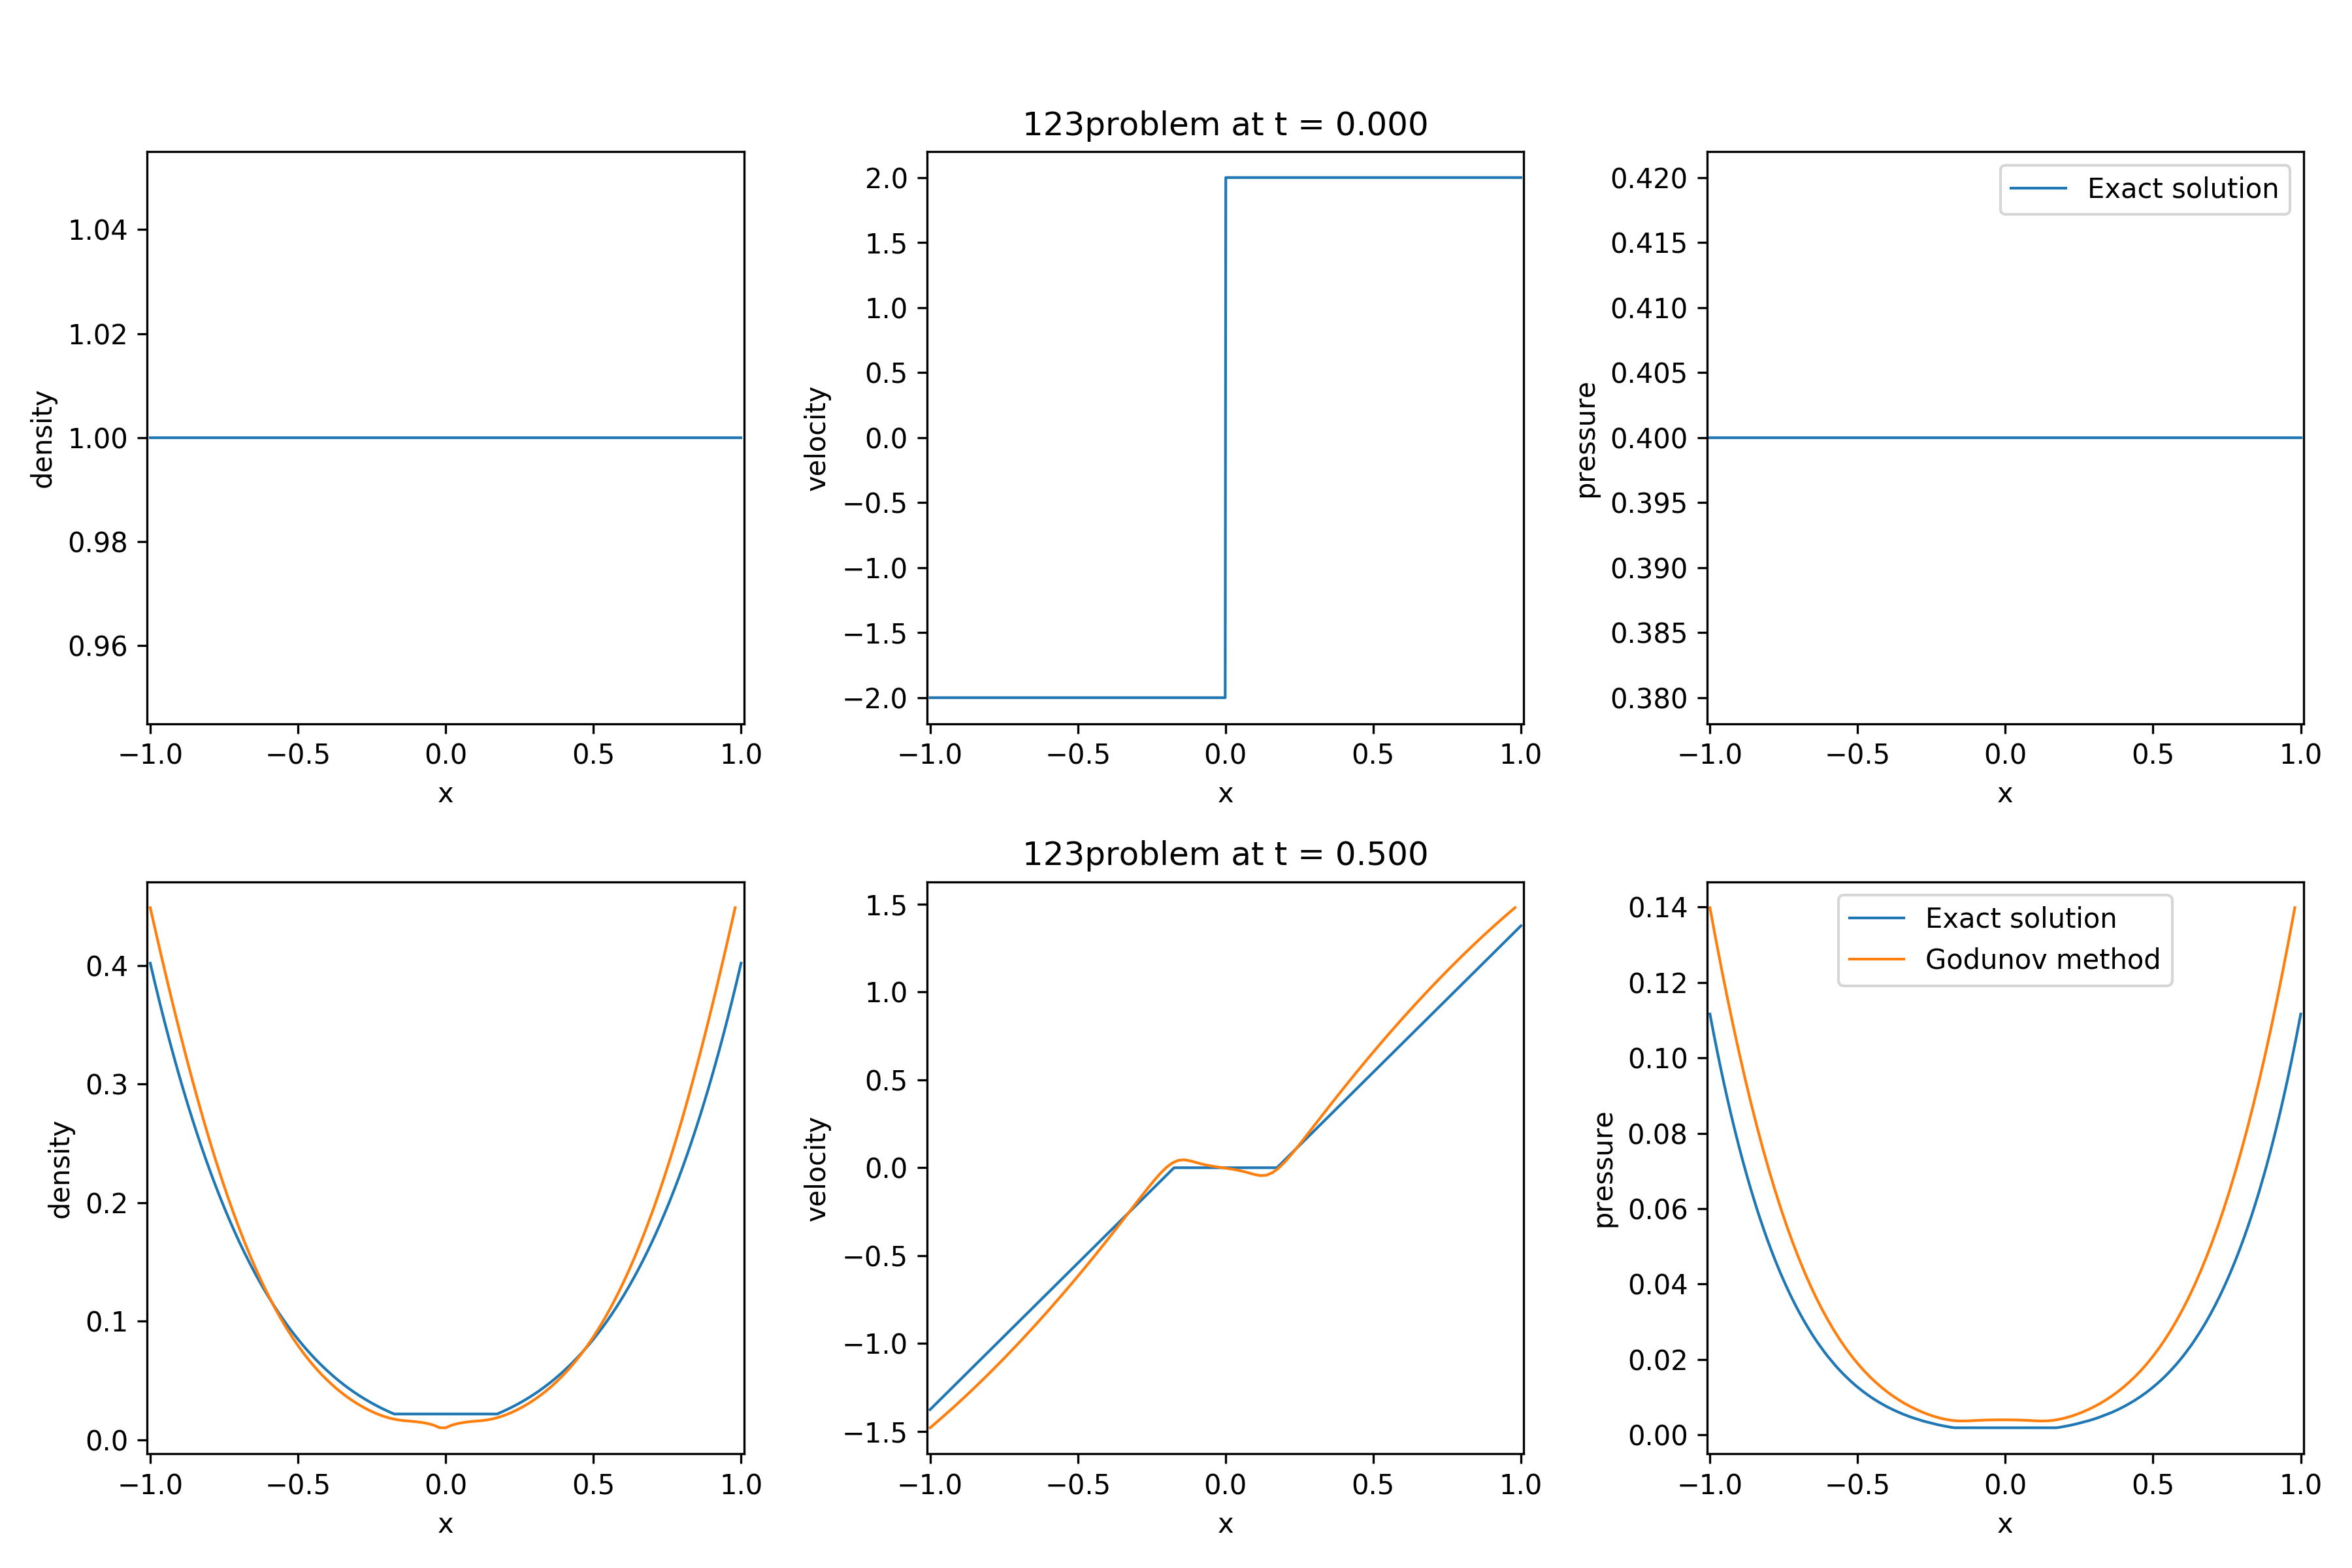 123problem at t = 0.000
density
1.04
1.02
1.00
0.98
0.96
−1.0 −0.5 0.0 0.5 1.0
x
velocity
2.0
1.5
1.0
0.5
0.0
−0.5
−1.0
−1.5
−2.0
−1.0 −0.5 0.0 0.5 1.0
x
pressure
0.420
0.415
0.410
0.405
0.400
0.395
0.390
0.385
0.380
−1.0 −0.5 0.0 0.5 1.0
x
Exact solution
123problem at t = 0.500
density
0.4
0.3
0.2
0.1
0.0
−1.0 −0.5 0.0 0.5 1.0
x
velocity
1.5
1.0
0.5
0.0
−0.5
−1.0
−1.5
−1.0 −0.5 0.0 0.5 1.0
x
pressure
0.14
0.12
0.10
0.08
0.06
0.04
0.02
0.00
−1.0 −0.5 0.0 0.5 1.0
x
Exact solution
Godunov method